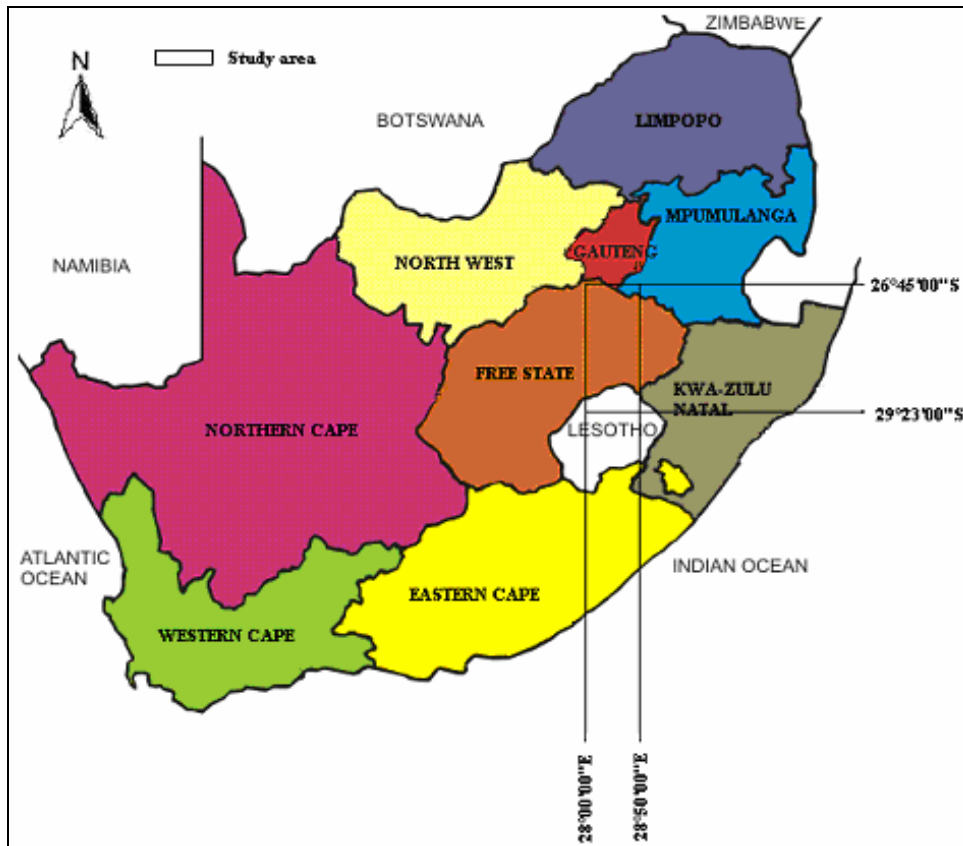 ZIMBABWE
N
Study area
BOTSWANA
LIMPOPO
MPUMULANGA
GAUTENG
NAMIBIA
NORTH WEST
26°45'00"S
FREE STATE
KWA-ZULU
NATAL
29°23'00"S
LESOTHO
NORTHERN CAPE
ATLANTIC
OCEAN
INDIAN OCEAN
EASTERN CAPE
WESTERN CAPE
28°00'00"E
28°50'00"E